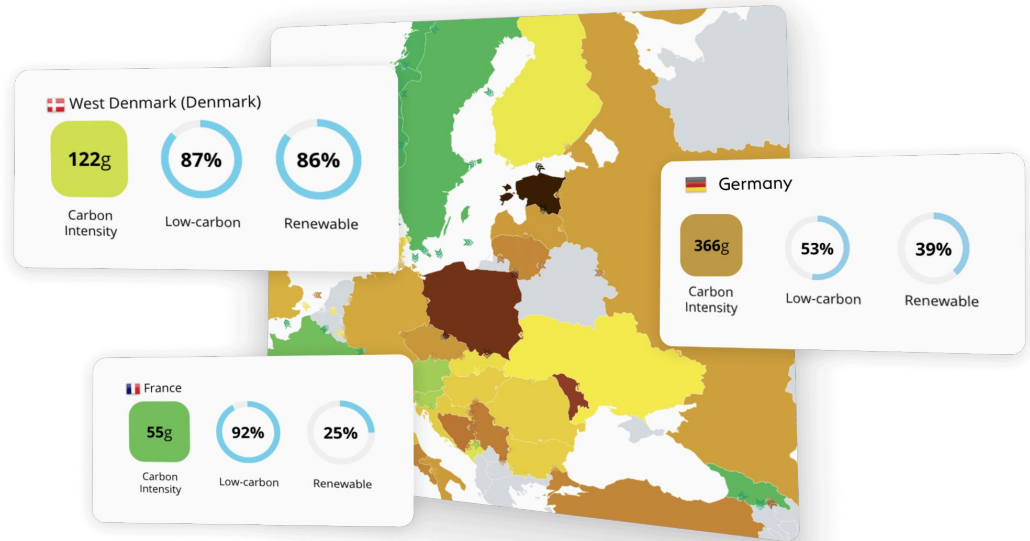 West Denmark (Denmark)
122g
87%
86%
Carbon
Intensity
Low-carbon
Renewable
Germany
366g
53%
39%
Carbon
Intensity
Low-carbon
Renewable
France
55g
92%
25%
Carbon
Intensity
Low-carbon
Renewable